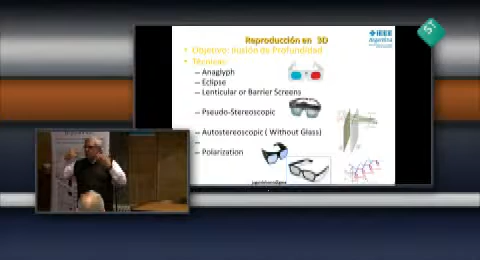 Reproducción en 3D
IEEE
Argentina
ST
• Objetivo: Ilusión de Profundidad
• Técnicas:
– Anaglyph
– Eclipse
– Lenticular or Barrier Screens
– Pseudo-Stereoscopic
– Autostereoscopic ( Without Glass)
–
– Polarization